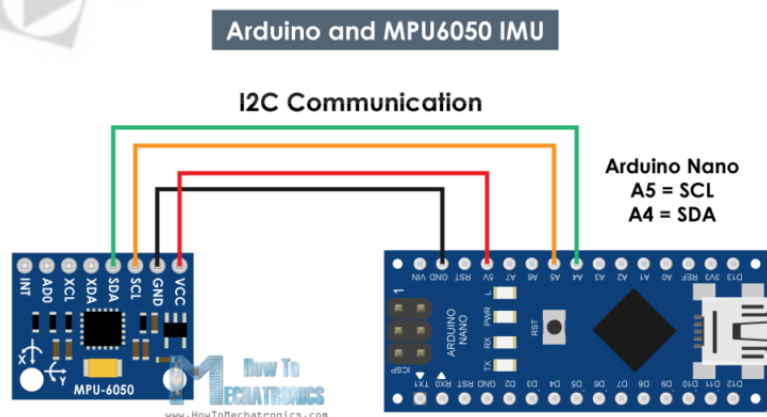 Arduino and MPU6050 IMU
I2C Communication
Arduino Nano
A5 = SCL
A4 = SDA
INT
AD0
XCL
XDA
SDA
SCL
GND
VCC
X
Y
MPU-6050
VIN GND RST 5V A7 A6 A5 A4 A3 A2 A1 A0 REF 3V3 D13
1
ICSP
ARDUINO
NANO
L
PWR
RX
TX
RST
TX1 RX0 RST GND D2 D3 D4 D5 D6 D7 D8 D9 D10 D11 D12
How To
MECHATRONICS
www.HowToMechatronics.com